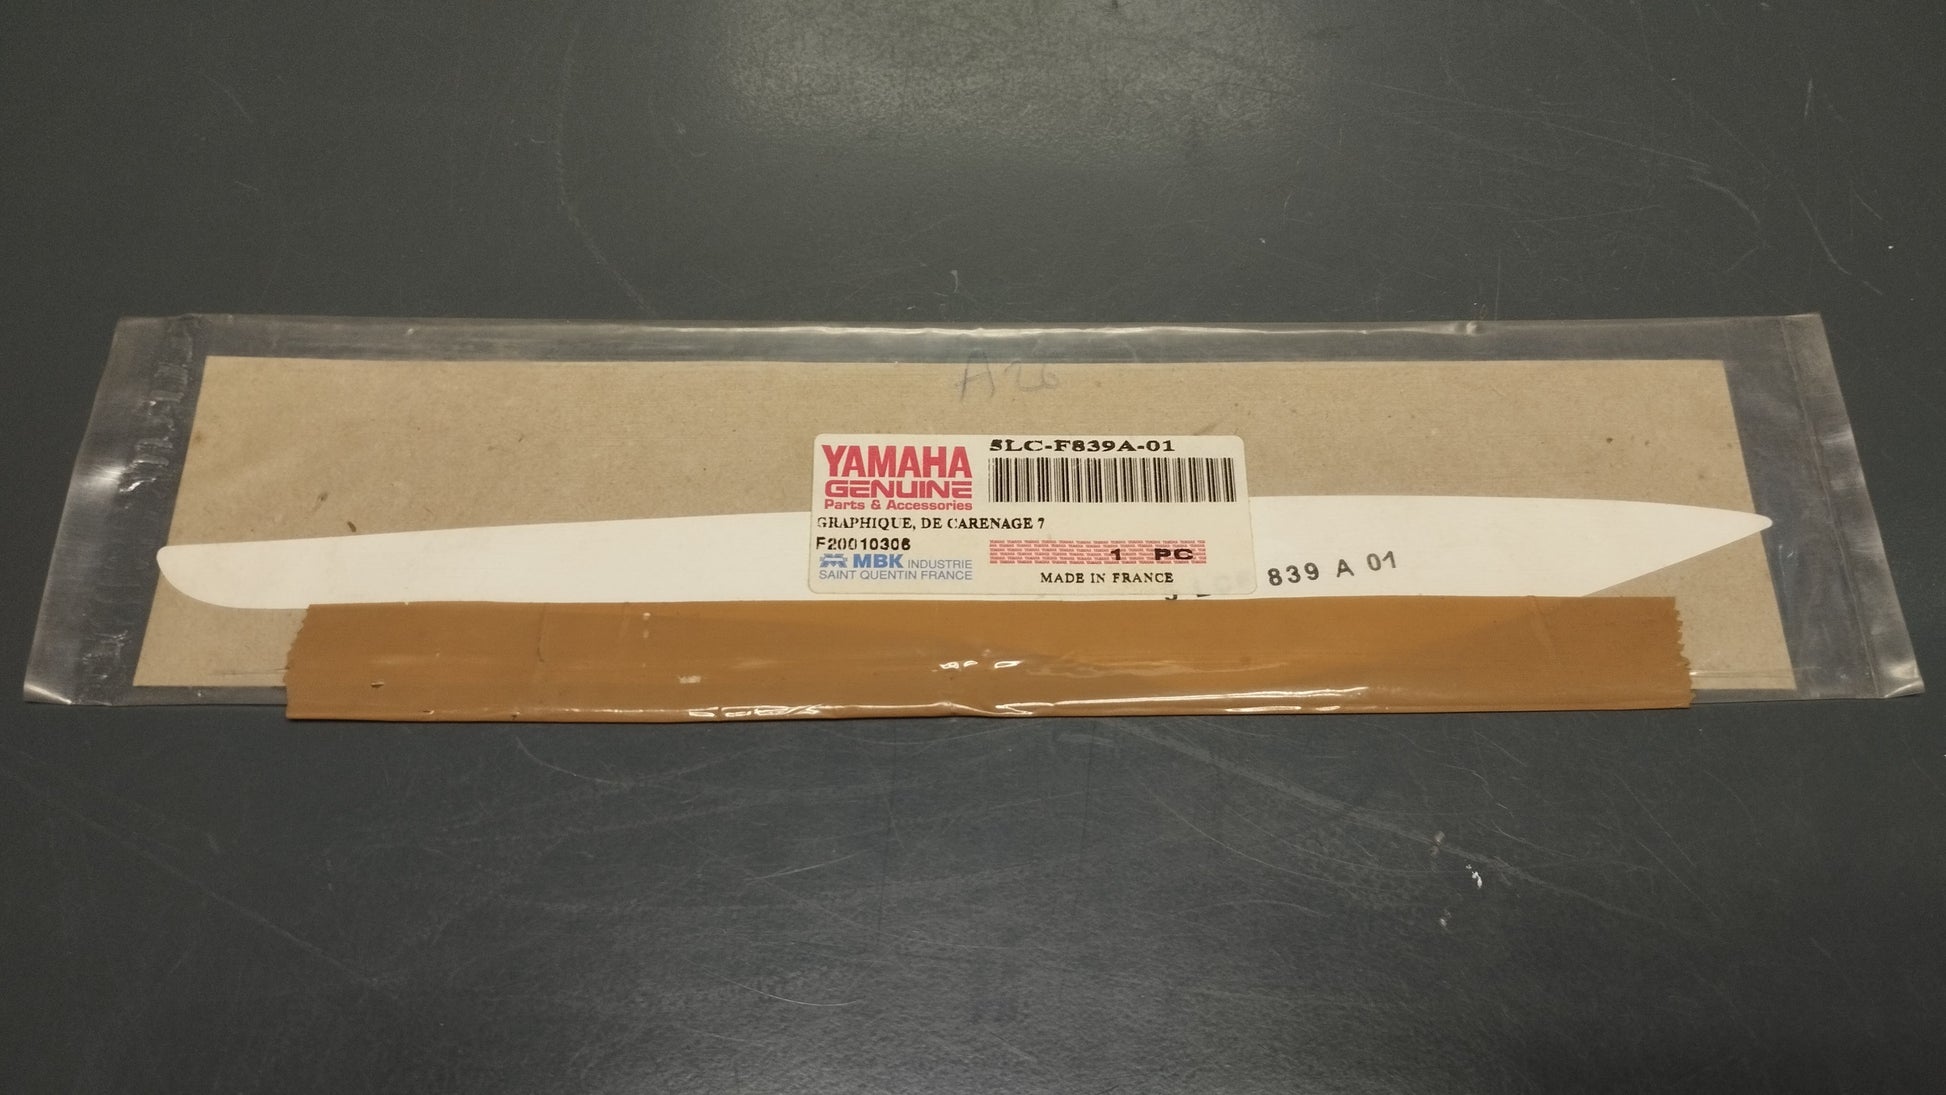 A26
YAMAHA
GENUINE
Parts & Accessories
5LC-F839A-01
GRAPHIQUE, DE CARENAGE 7
F20010306
1 PC
MBK INDUSTRIE
SAINT QUENTIN FRANCE
MADE IN FRANCE
839 A 01